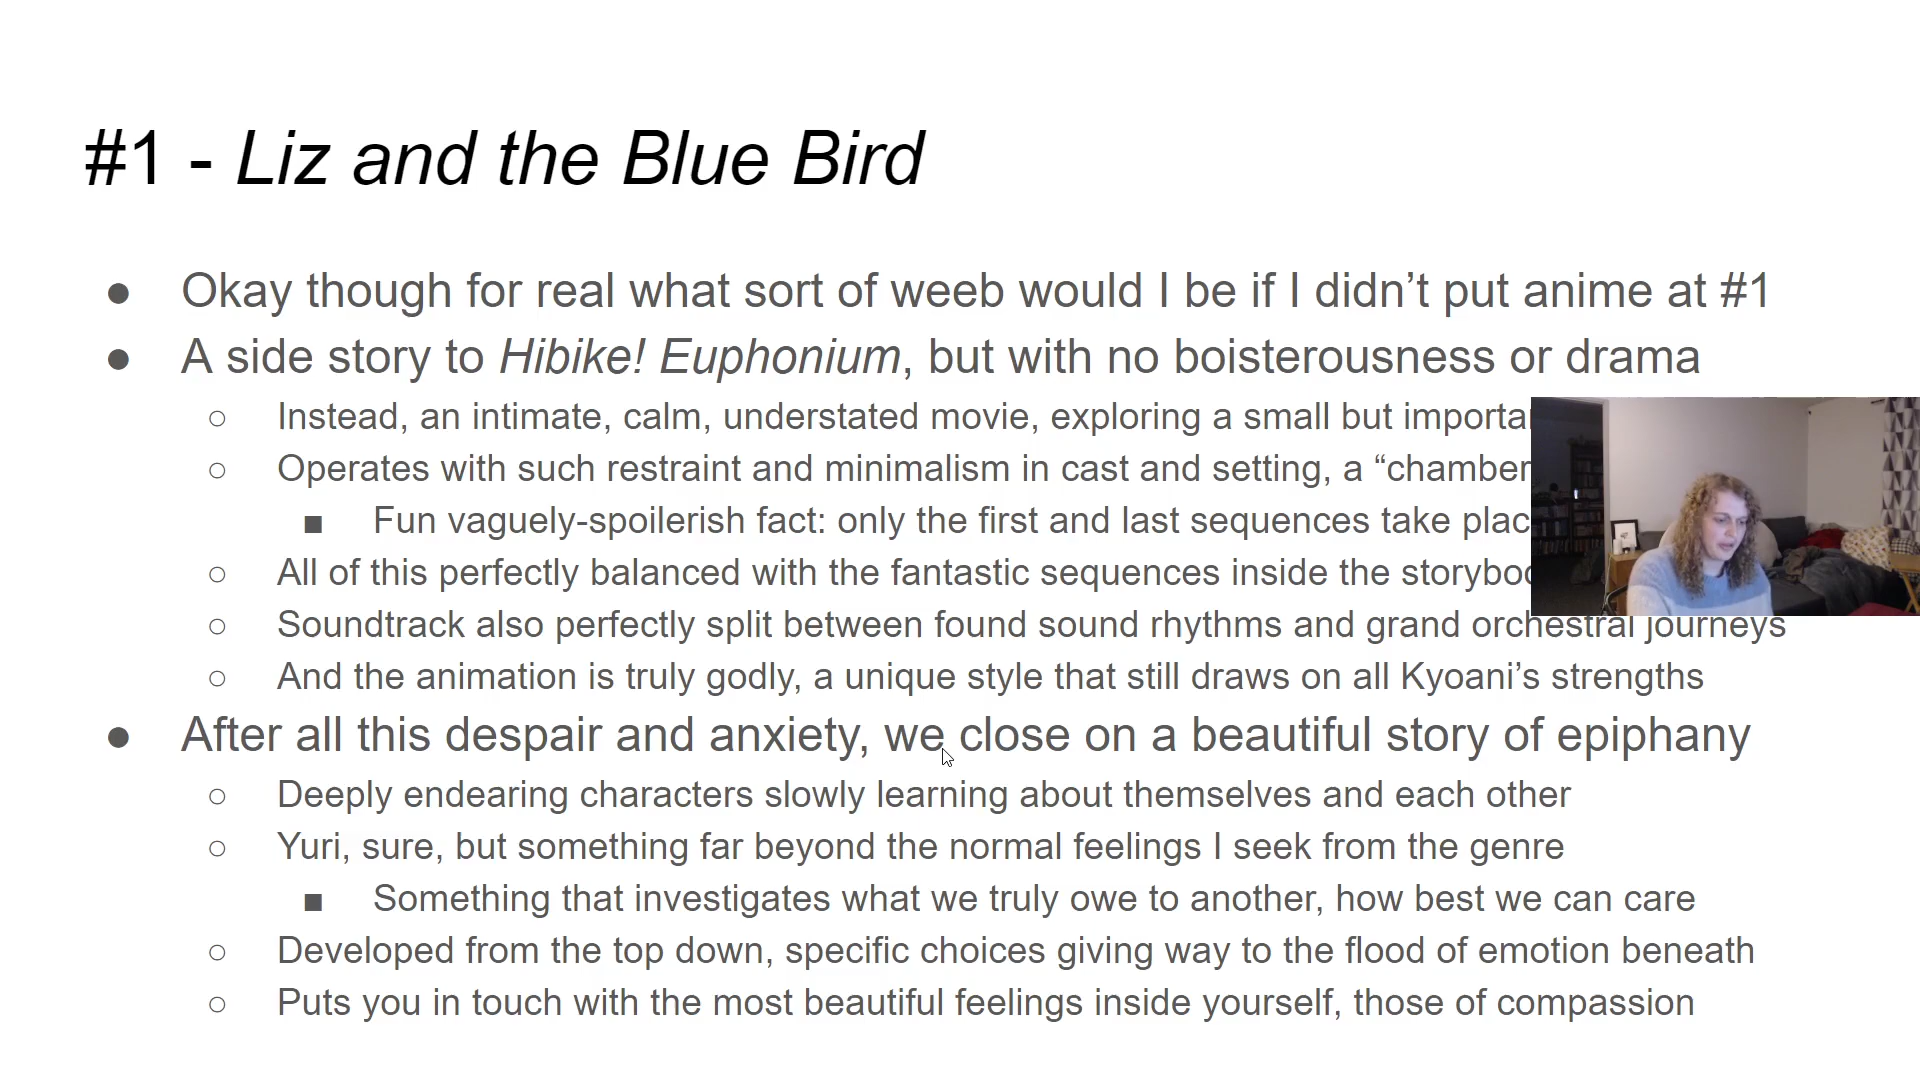 #1 - Liz and the Blue Bird
● Okay though for real what sort of weeb would I be if I didn’t put anime at #1
● A side story to Hibike! Euphonium, but with no boisterousness or drama
○ Instead, an intimate, calm, understated movie, exploring a small but
○ Operates with such restraint and minimalism in cast and setting, a “chamber
■ Fun vaguely-spoilerish fact: only the first and last sequences take
○ All of this perfectly balanced with the fantastic sequences inside the
○ Soundtrack also perfectly split between found sound rhythms and grand orchestral journeys
○ And the animation is truly godly, a unique style that still draws on all Kyoani’s strengths
● After all this despair and anxiety, we close on a beautiful story of epiphany
○ Deeply endearing characters slowly learning about themselves and each other
○ Yuri, sure, but something far beyond the normal feelings I seek from the genre
■ Something that investigates what we truly owe to another, how best we can care
○ Developed from the top down, specific choices giving way to the flood of emotion beneath
○ Puts you in touch with the most beautiful feelings inside yourself, those of compassion